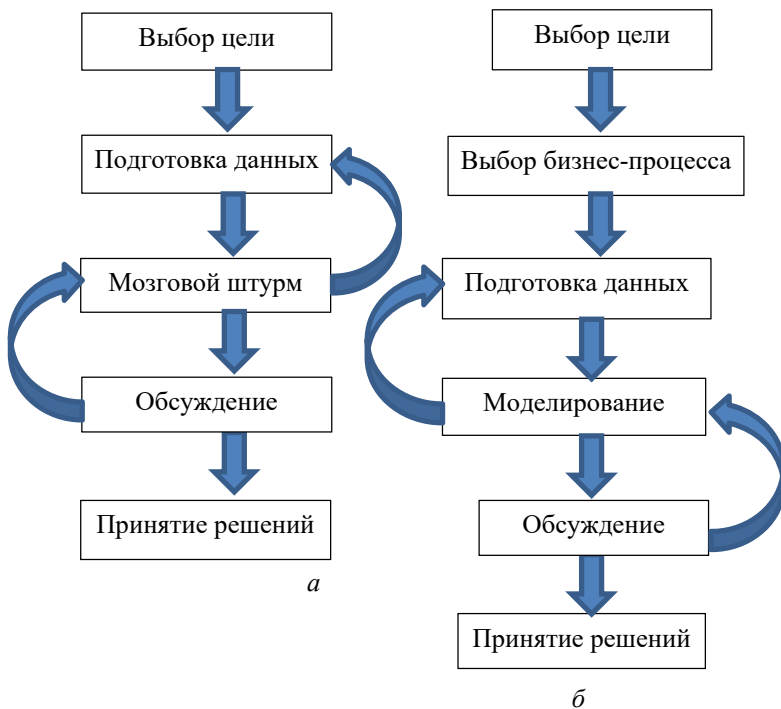 Выбор цели
Подготовка данных
Мозговой штурм
Обсуждение
Принятие решений
а
Выбор цели
Выбор бизнес-процесса
Подготовка данных
Моделирование
Обсуждение
Принятие решений
б